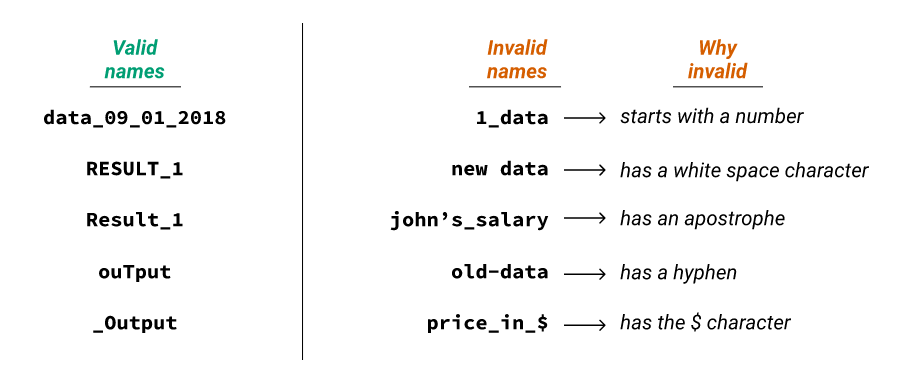 Valid
names
Invalid
names
Why
invalid
data_09_01_2018
1_data
starts with a number
RESULT_1
new data
has a white space character
Result_1
john’s_salary
has an apostrophe
ouTput
old-data
has a hyphen
_Output
price_in_$
has the $ character